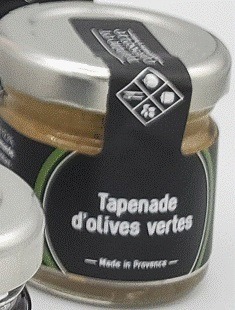 Tapenade
d'olives vertes
Made in Provence